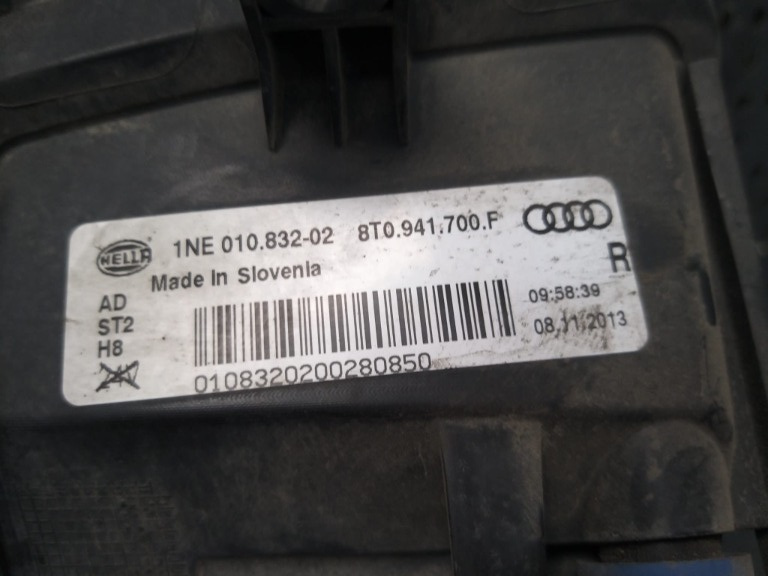 HELLA 1NE 010.832-02 8T0.941.700.F
Made In Slovenia R
AD
ST2
H8
09:58:39
08.11.2013
0108320200280850